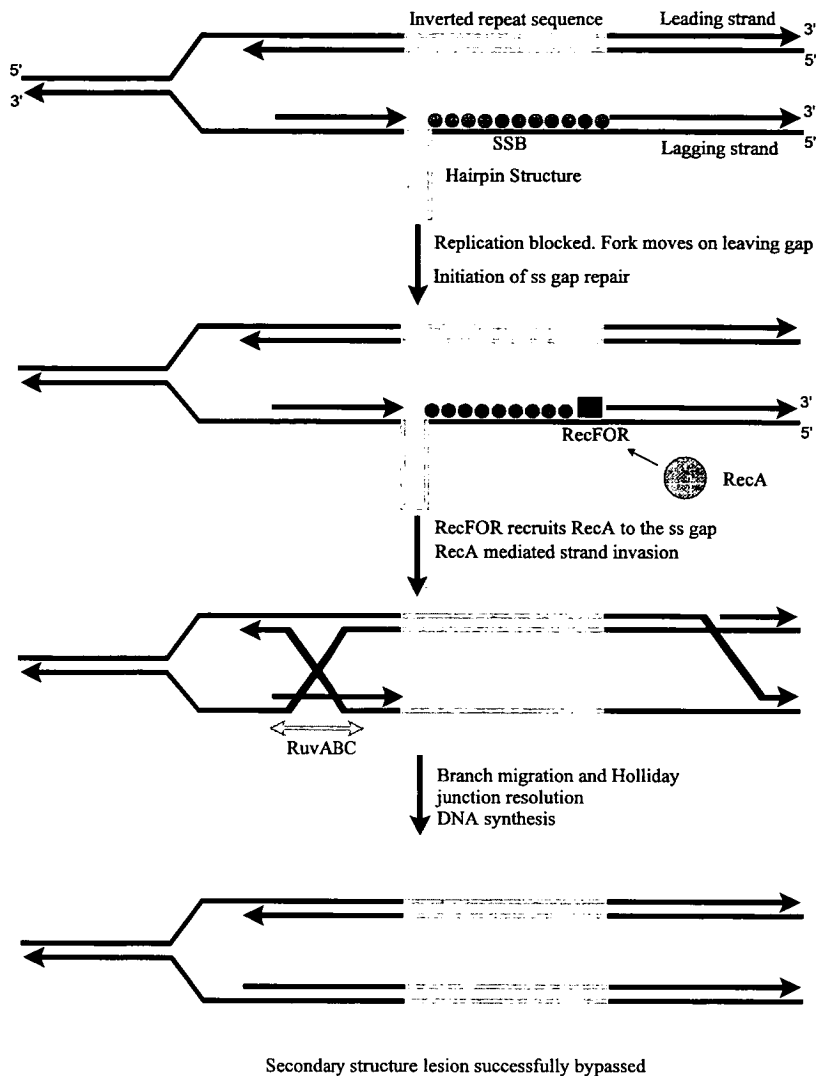 Inverted repeat sequence
Leading strand
3'
5'
5'
3'
3'
SSB
Lagging strand
5'
Hairpin Structure
Replication blocked. Fork moves on leaving gap
Initiation of ss gap repair
3'
RecFOR
5'
RecA
RecFOR recruits RecA to the ss gap
RecA mediated strand invasion
RuvABC
Branch migration and Holliday
junction resolution
DNA synthesis
Secondary structure lesion successfully bypassed